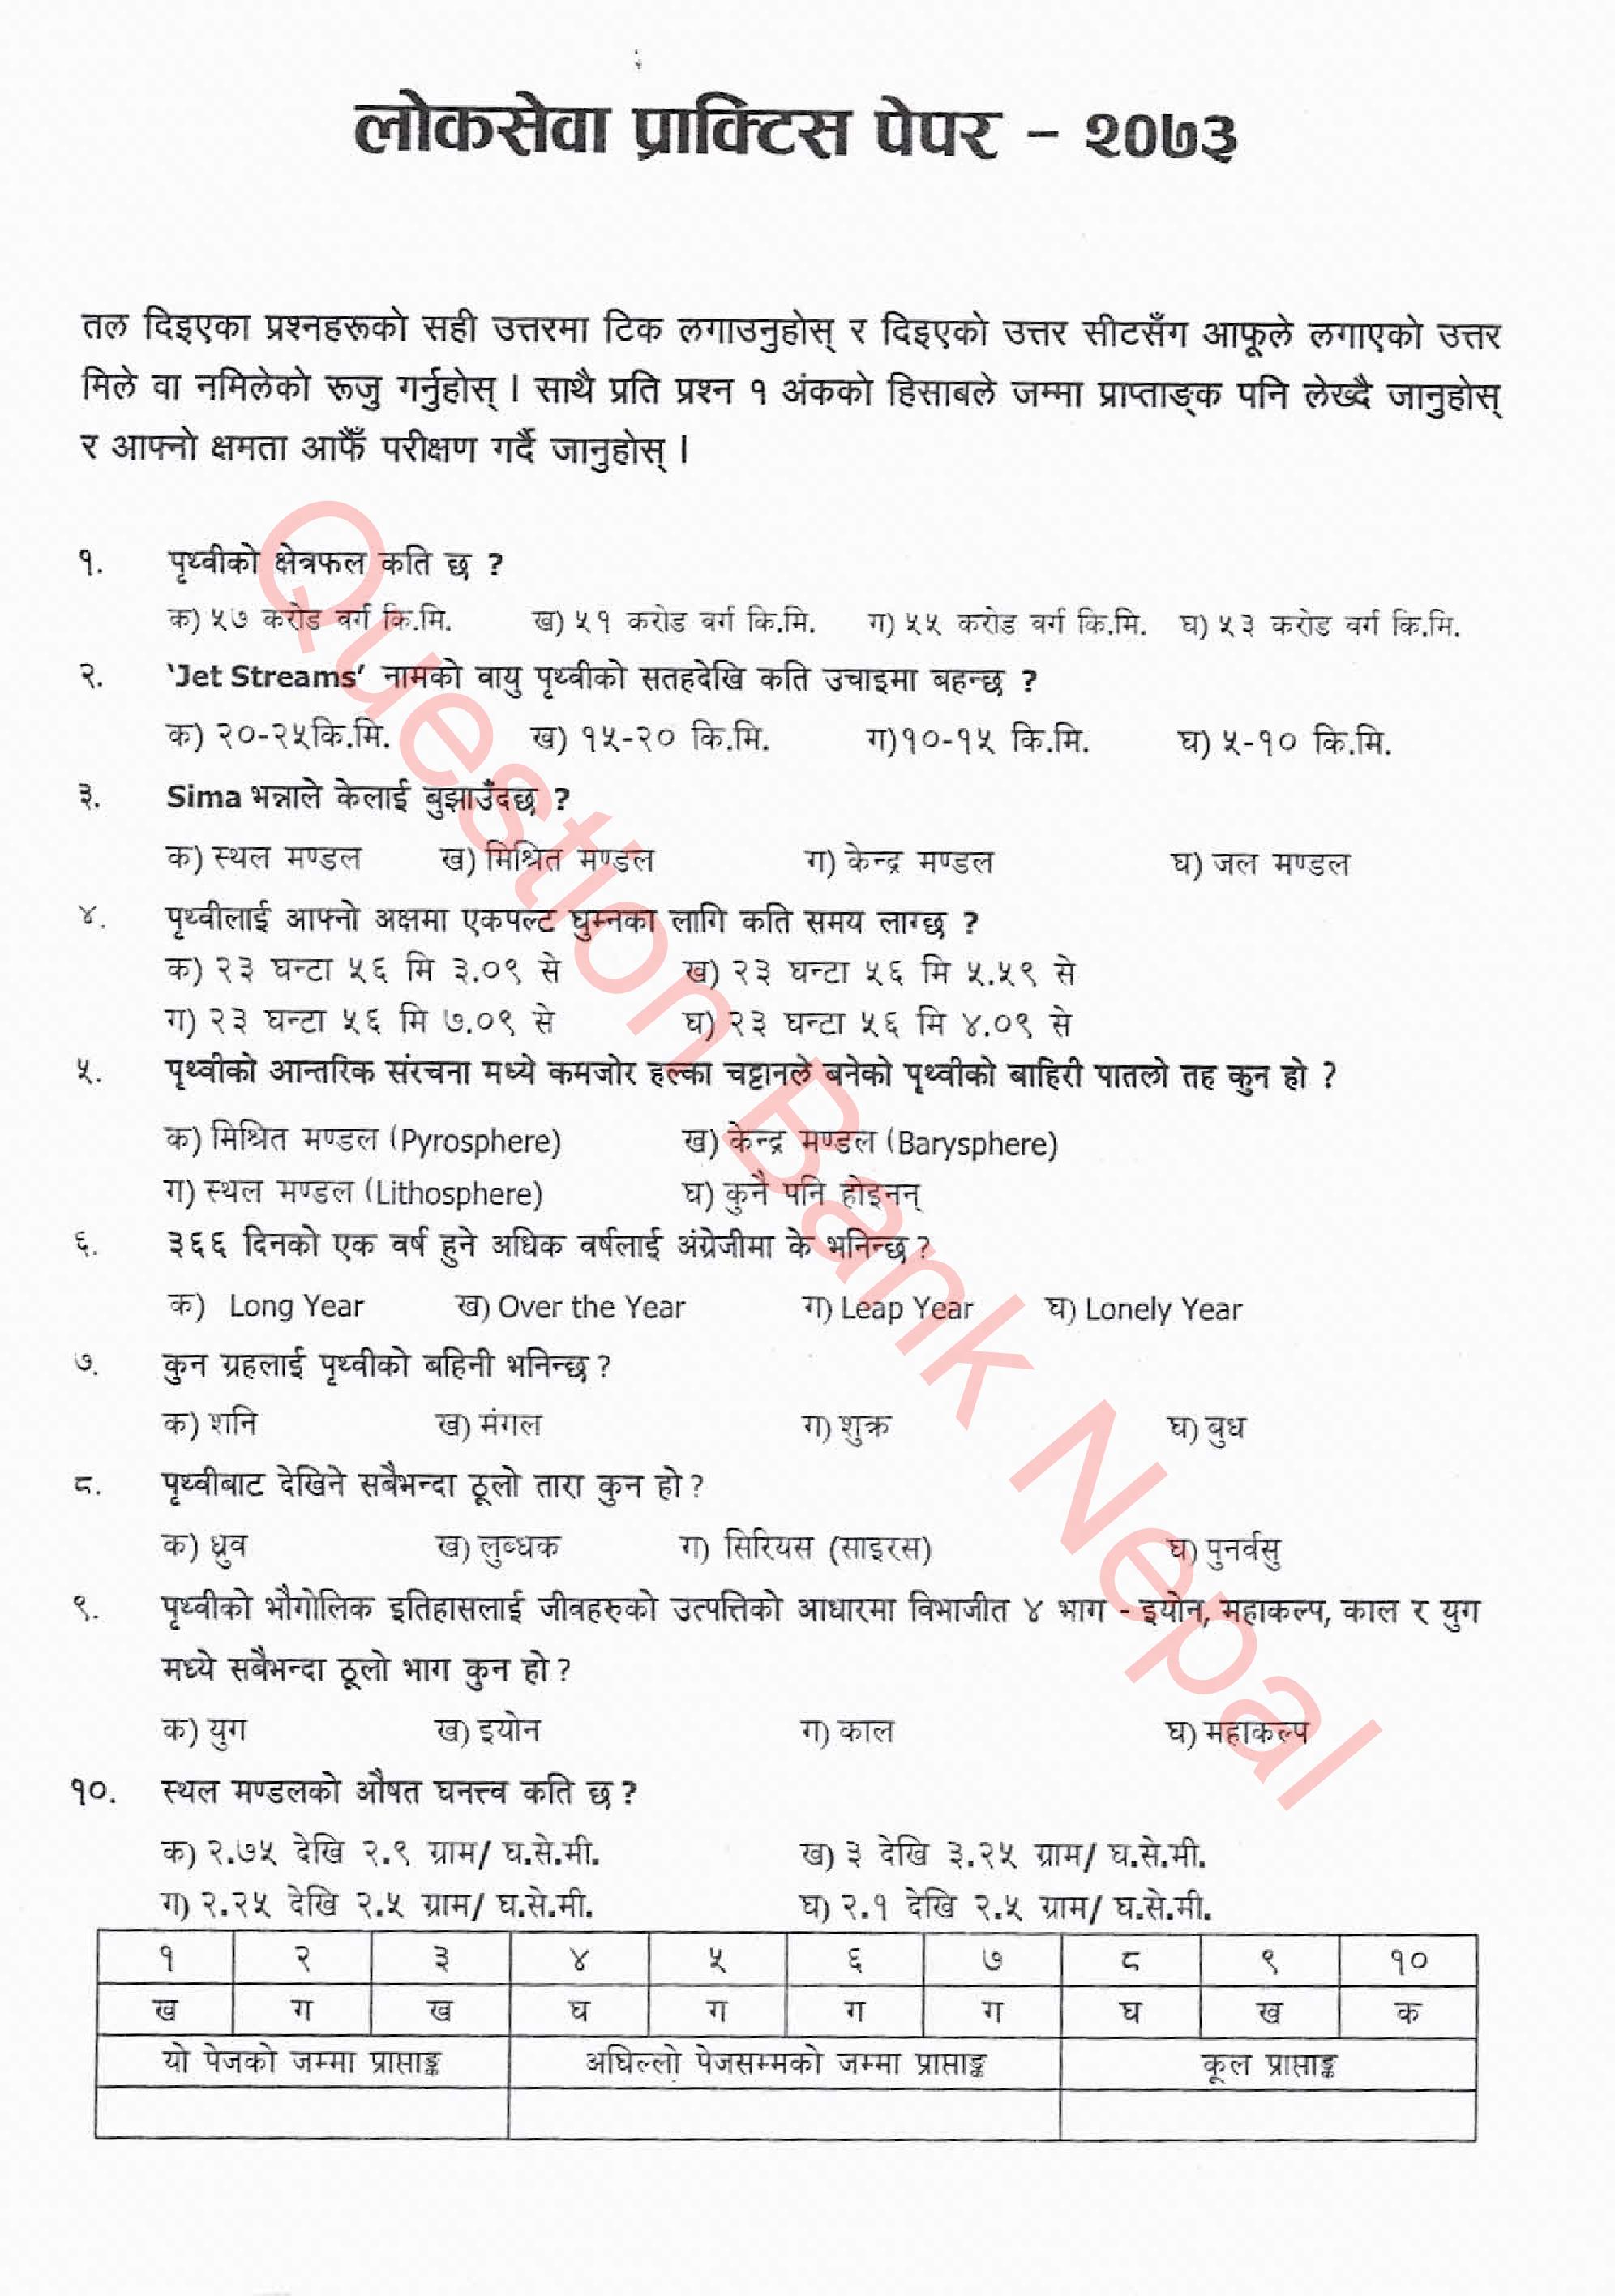 लोकसेवा प्राक्टिस पेपर – २०७३
तल दिइएका प्रश्नहरूको सही उत्तरमा टिक लगाउनुहोस् र दिइएको उत्तर सीटसँग आफूले लगाएको उत्तर
मिले वा नमिलेको रूजु गर्नुहोस् । साथै प्रति प्रश्न १ अंकको हिसाबले जम्मा प्राप्ताङ्क पनि लेख्दै जानुहोस्
र आफ्नो क्षमता आफैँ परीक्षण गर्दै जानुहोस् ।
१. पृथ्वीको क्षेत्रफल कति छ ?
क) ५७ करोड वर्ग कि.मि. ख) ५१ करोड वर्ग कि.मि. ग) ५५ करोड वर्ग कि.मि. घ) ५३ करोड वर्ग कि.मि.
२. 'Jet Streams' नामको वायु पृथ्वीको सतहदेखि कति उचाइमा बहन्छ ?
क) २०-२५कि.मि. ख) १५-२० कि.मि. ग)१०-१५ कि.मि. घ) ५-१० कि.मि.
३. Sima भन्नाले केलाई बुझाउँदछ ?
क) स्थल मण्डल ख) मिश्रित मण्डल ग) केन्द्र मण्डल घ) जल मण्डल
४. पृथ्वीलाई आफ्नो अक्षमा एकपल्ट घुम्नका लागि कति समय लाग्छ ?
क) २३ घन्टा ५६ मि ३.०९ से ख) २३ घन्टा ५६ मि ५.५९ से
ग) २३ घन्टा ५६ मि ७.०९ से घ) २३ घन्टा ५६ मि ४.०९ से
५. पृथ्वीको आन्तरिक संरचना मध्ये कमजोर हल्का चट्टानले बनेको पृथ्वीको बाहिरी पातलो तह कुन हो ?
क) मिश्रित मण्डल (Pyrosphere) ख) केन्द्र मण्डल (Barysphere)
ग) स्थल मण्डल (Lithosphere) घ) कुनै पनि होइनन्
६. ३६६ दिनको एक वर्ष हुने अधिक वर्षलाई अंग्रेजीमा के भनिन्छ ?
क) Long Year ख) Over the Year ग) Leap Year घ) Lonely Year
७. कुन ग्रहलाई पृथ्वीको बहिनी भनिन्छ ?
क) शनि ख) मंगल ग) शुक्र घ) बुध
८. पृथ्वीबाट देखिने सबैभन्दा ठूलो तारा कुन हो ?
क) ध्रुव ख) लुब्धक ग) सिरियस (साइरस) घ) पुनर्वसु
९. पृथ्वीको भौगोलिक इतिहासलाई जीवहरुको उत्पत्तिको आधारमा विभाजीत ४ भाग - इयोन, महाकल्प, काल र युग
मध्ये सबैभन्दा ठूलो भाग कुन हो ?
क) युग ख) इयोन ग) काल घ) महाकल्प
१०. स्थल मण्डलको औषत घनत्त्व कति छ ?
क) २.७५ देखि २.९ ग्राम/ घ.से.मी. ख) ३ देखि ३.२५ ग्राम/ घ.से.मी.
ग) २.२५ देखि २.५ ग्राम/ घ.से.मी. घ) २.१ देखि २.५ ग्राम/ घ.से.मी.
१ २ ३ ४ ५ ६ ७ ८ ९ १०
ख ग ख घ ग ग ग घ ख क
यो पेजको जम्मा प्राप्ताङ्क अघिल्लो पेजसम्मको जम्मा प्राप्ताङ्क कूल प्राप्ताङ्क
Question Bank Nepal